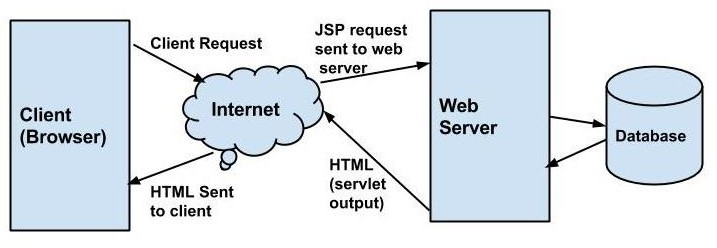 Client Request
JSP request
sent to web
server
Client
(Browser)
Internet
Web
Server
Database
HTML Sent
to client
HTML
(servlet
output)